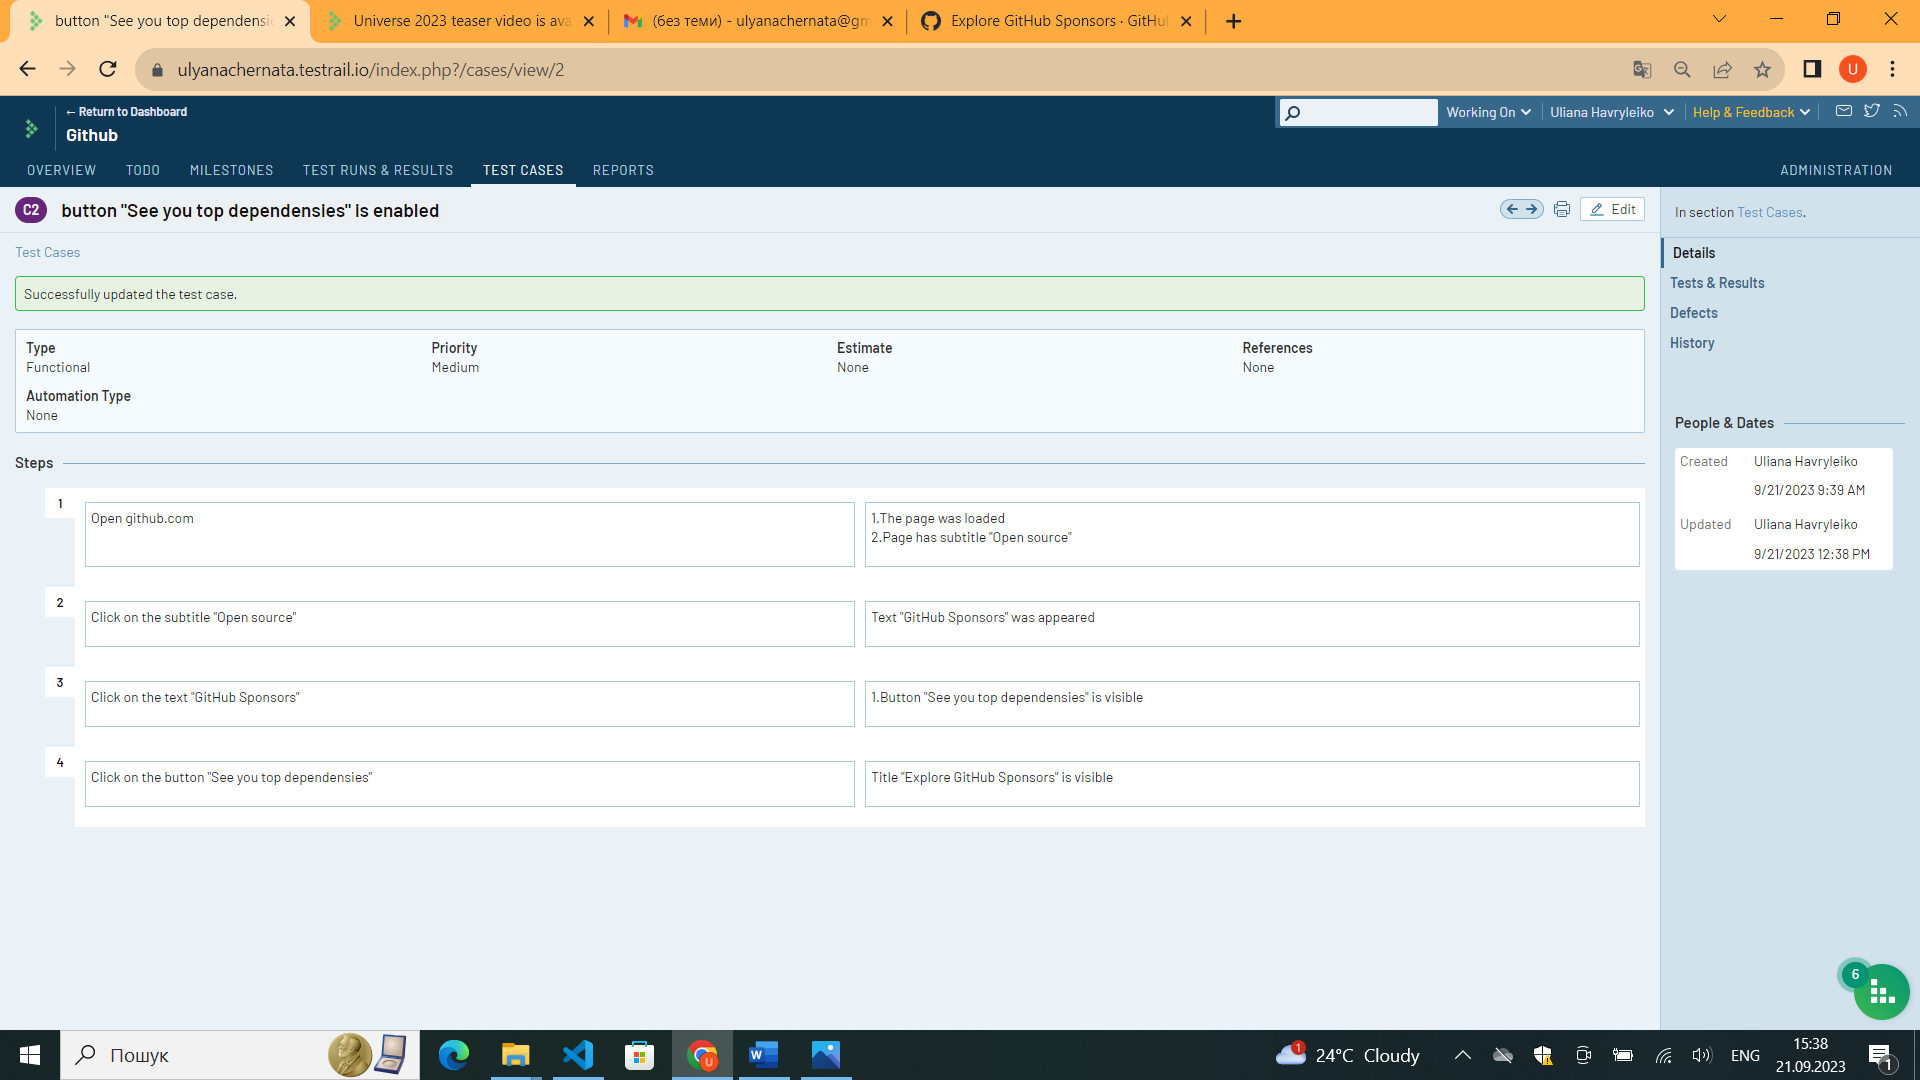 button "See you top dependensie
Universe 2023 teaser video is ava
(без теми) - ulyanachernata@gm
Explore GitHub Sponsors · GitHub
ulyanachernata.testrail.io/index.php?/cases/view/2
U
← Return to Dashboard
Github
Working On
Uliana Havryleiko
Help & Feedback
OVERVIEW
TODO
MILESTONES
TEST RUNS & RESULTS
TEST CASES
REPORTS
ADMINISTRATION
C2
button "See you top dependensies" is enabled
Edit
In section Test Cases.
Test Cases
Details
Tests & Results
Defects
History
Successfully updated the test case.
Type
Functional
Priority
Medium
Estimate
None
References
None
Automation Type
None
People & Dates
Created
Uliana Havryleiko
9/21/2023 9:39 AM
Updated
Uliana Havryleiko
9/21/2023 12:38 PM
Steps
1
Open github.com
1.The page was loaded
2.Page has subtitle "Open source"
2
Click on the subtitle "Open source"
Text "GitHub Sponsors" was appeared
3
Click on the text "GitHub Sponsors"
1.Button "See you top dependensies" is visible
4
Click on the button "See you top dependensies"
Title "Explore GitHub Sponsors" is visible
6
Пошук
U
W
1
24°C Cloudy
ENG
15:38
21.09.2023
1